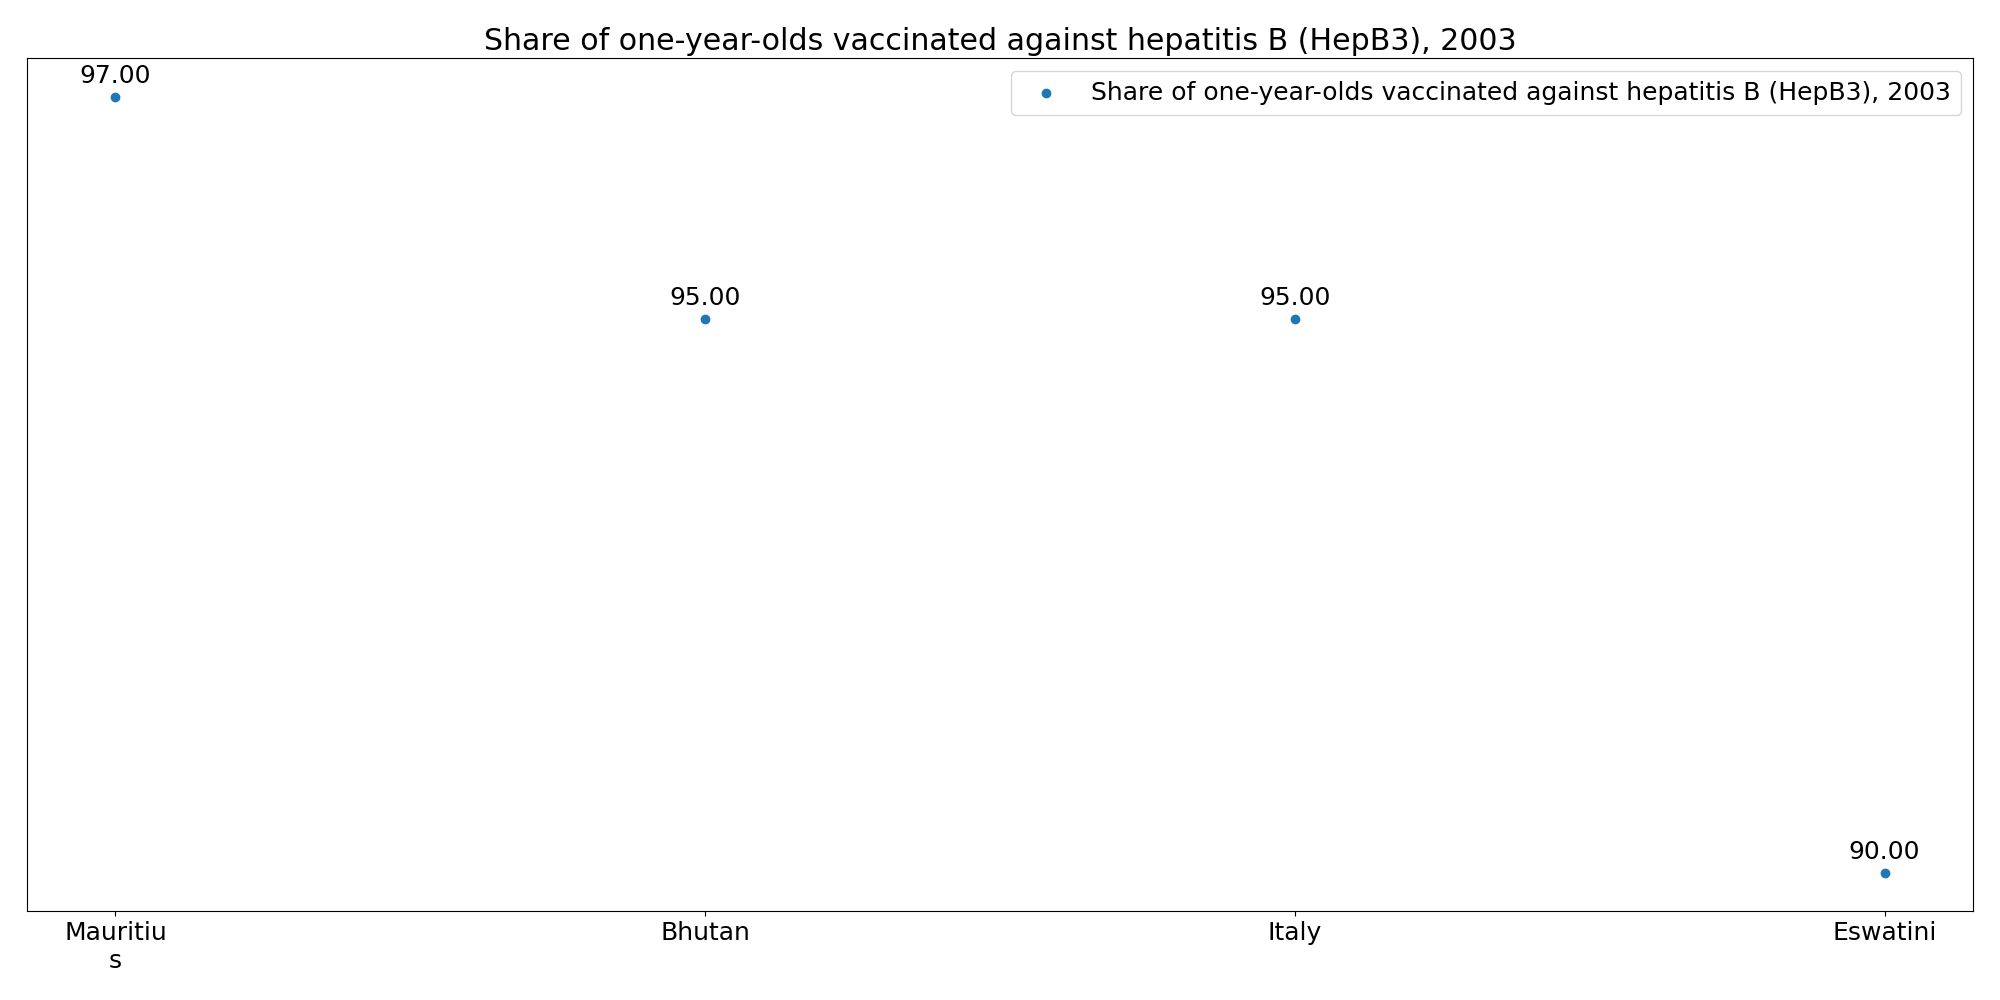 Share of one-year-olds vaccinated against hepatitis B (HepB3), 2003
97.00
Share of one-year-olds vaccinated against hepatitis B (HepB3), 2003
95.00
95.00
90.00
Mauritiu
s
Bhutan
Italy
Eswatini